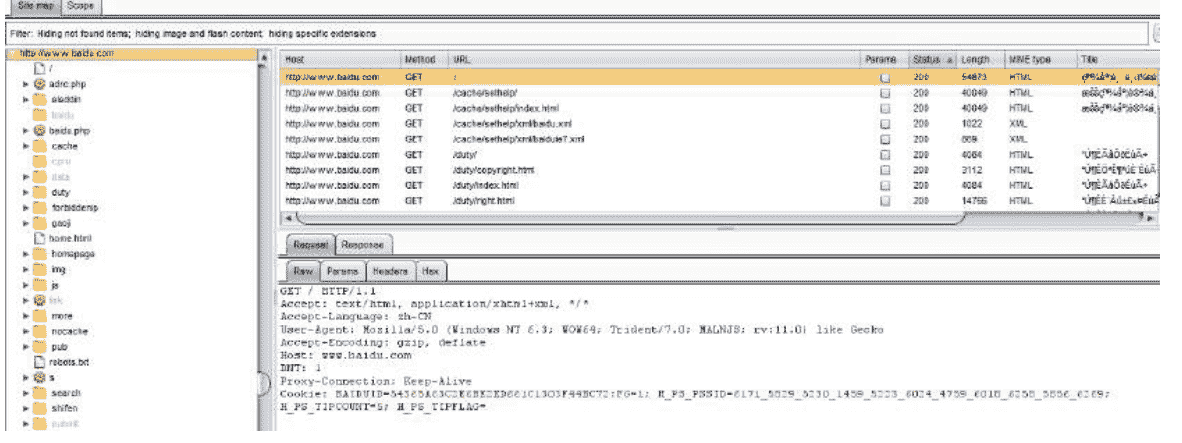 Site map Scope
Filter: Hiding not found items; hiding image and flash content; hiding specific extensions
http://www.baidu.com
/
adrc.php
aladdin
baidu
baidu.php
cache
cpro
data
duty
forbiddenip
gaoji
home.html
homepage
img
js
link
more
nocache
pub
robots.txt
s
search
shifen
submit
Host Method URL Params Status Length MIME type Title
http://www.baidu.com GET / 200 54873 HTML
http://www.baidu.com GET /cache/sethelp/ 200 40049 HTML
http://www.baidu.com GET /cache/sethelp/index.html 200 40049 HTML
http://www.baidu.com GET /cache/sethelp/xml/baidu.xml 200 1022 XML
http://www.baidu.com GET /cache/sethelp/xml/baiduie7.xml 200 XML
http://www.baidu.com GET /duty/ 200 4084 HTML
http://www.baidu.com GET /duty/copyright.html 200 3112 HTML
http://www.baidu.com GET /duty/index.html 200 4084 HTML
http://www.baidu.com GET /duty/right.html 200 14766 HTML
Request Response
Raw Params Headers Hex
GET / HTTP/1.1
Accept: text/html, application/xhtml+xml, */*
Accept-Language: zh-CN
User-Agent: Mozilla/5.0 (Windows NT 6.3; WOW64; Trident/7.0; MALNJS; rv:11.0) like Gecko
Accept-Encoding: gzip, deflate
Host: www.baidu.com
DNT: 1
Proxy-Connection: Keep-Alive
Cookie:
H_PS_TIPCOUNT=5; H_PS_TIPFLAG=